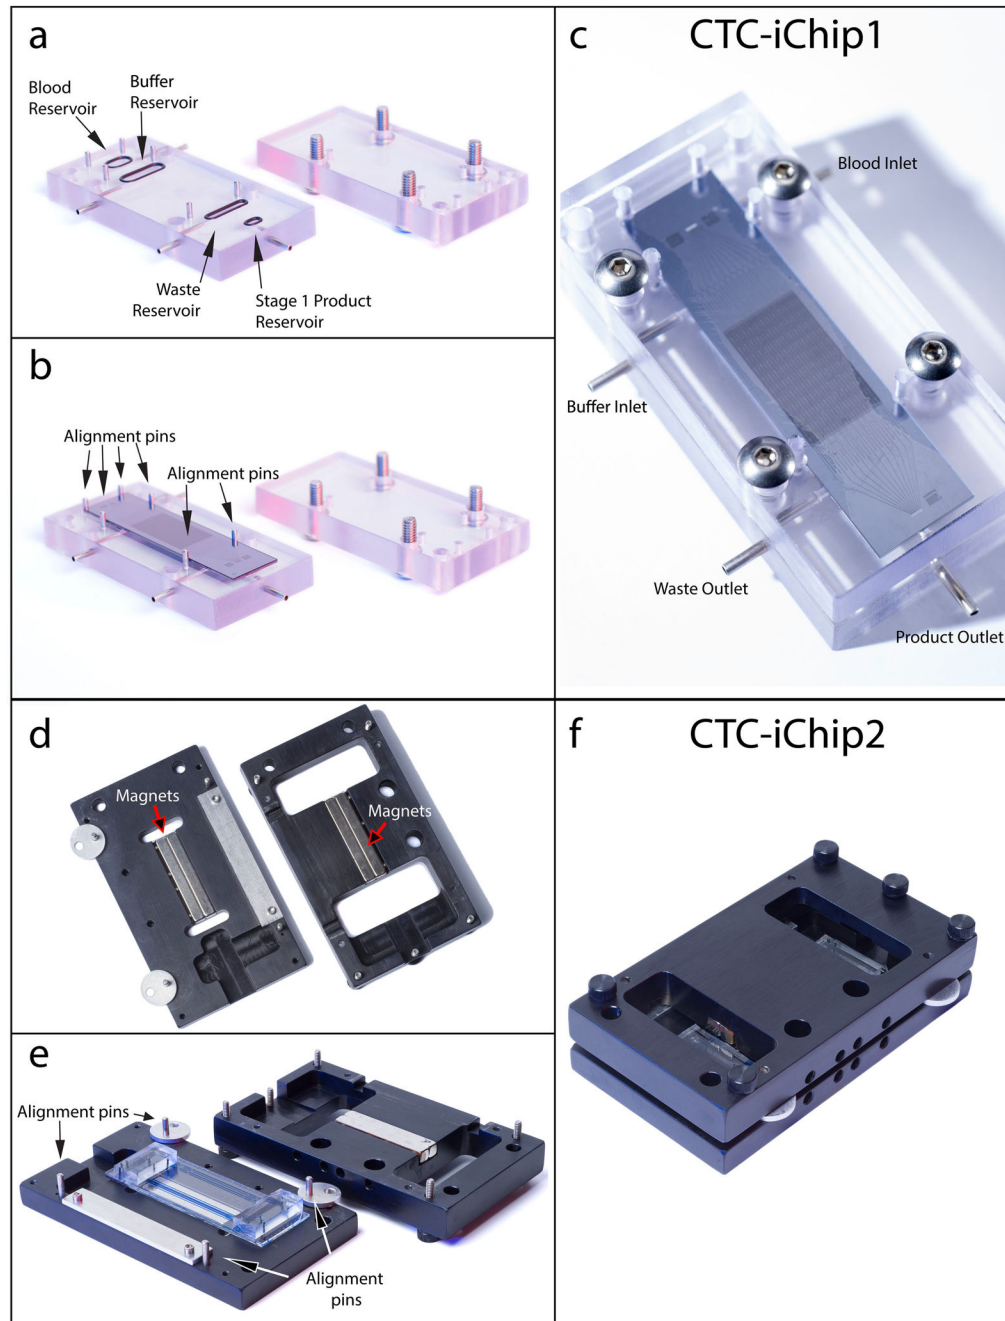 a
Blood
Reservoir
Buffer
Reservoir
Waste
Reservoir
Stage 1 Product
Reservoir
b
Alignment pins
Alignment pins
c
CTC-iChip1
Blood Inlet
Buffer Inlet
Waste Outlet
Product Outlet
d
Magnets
Magnets
e
Alignment pins
Alignment
pins
f
CTC-iChip2